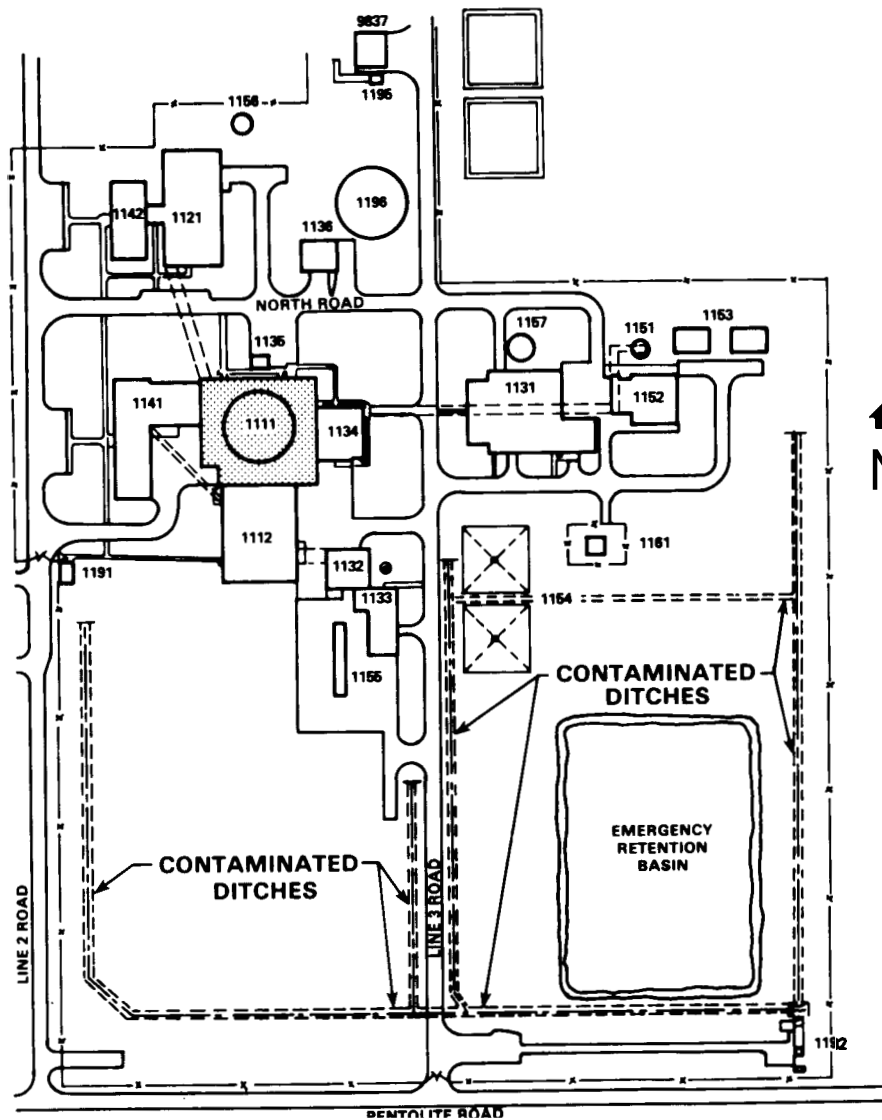 9837
1195
1156
1142
1121
1196
1136
NORTH ROAD
1135
1157
1151
1153
1141
1111
1134
1131
1152
N
1112
1132
1161
1191
1133
1154
1155
CONTAMINATED
DITCHES
EMERGENCY
RETENTION
BASIN
CONTAMINATED
DITCHES
LINE 2 ROAD
LINE 3 ROAD
1192
PENTOLITE ROAD